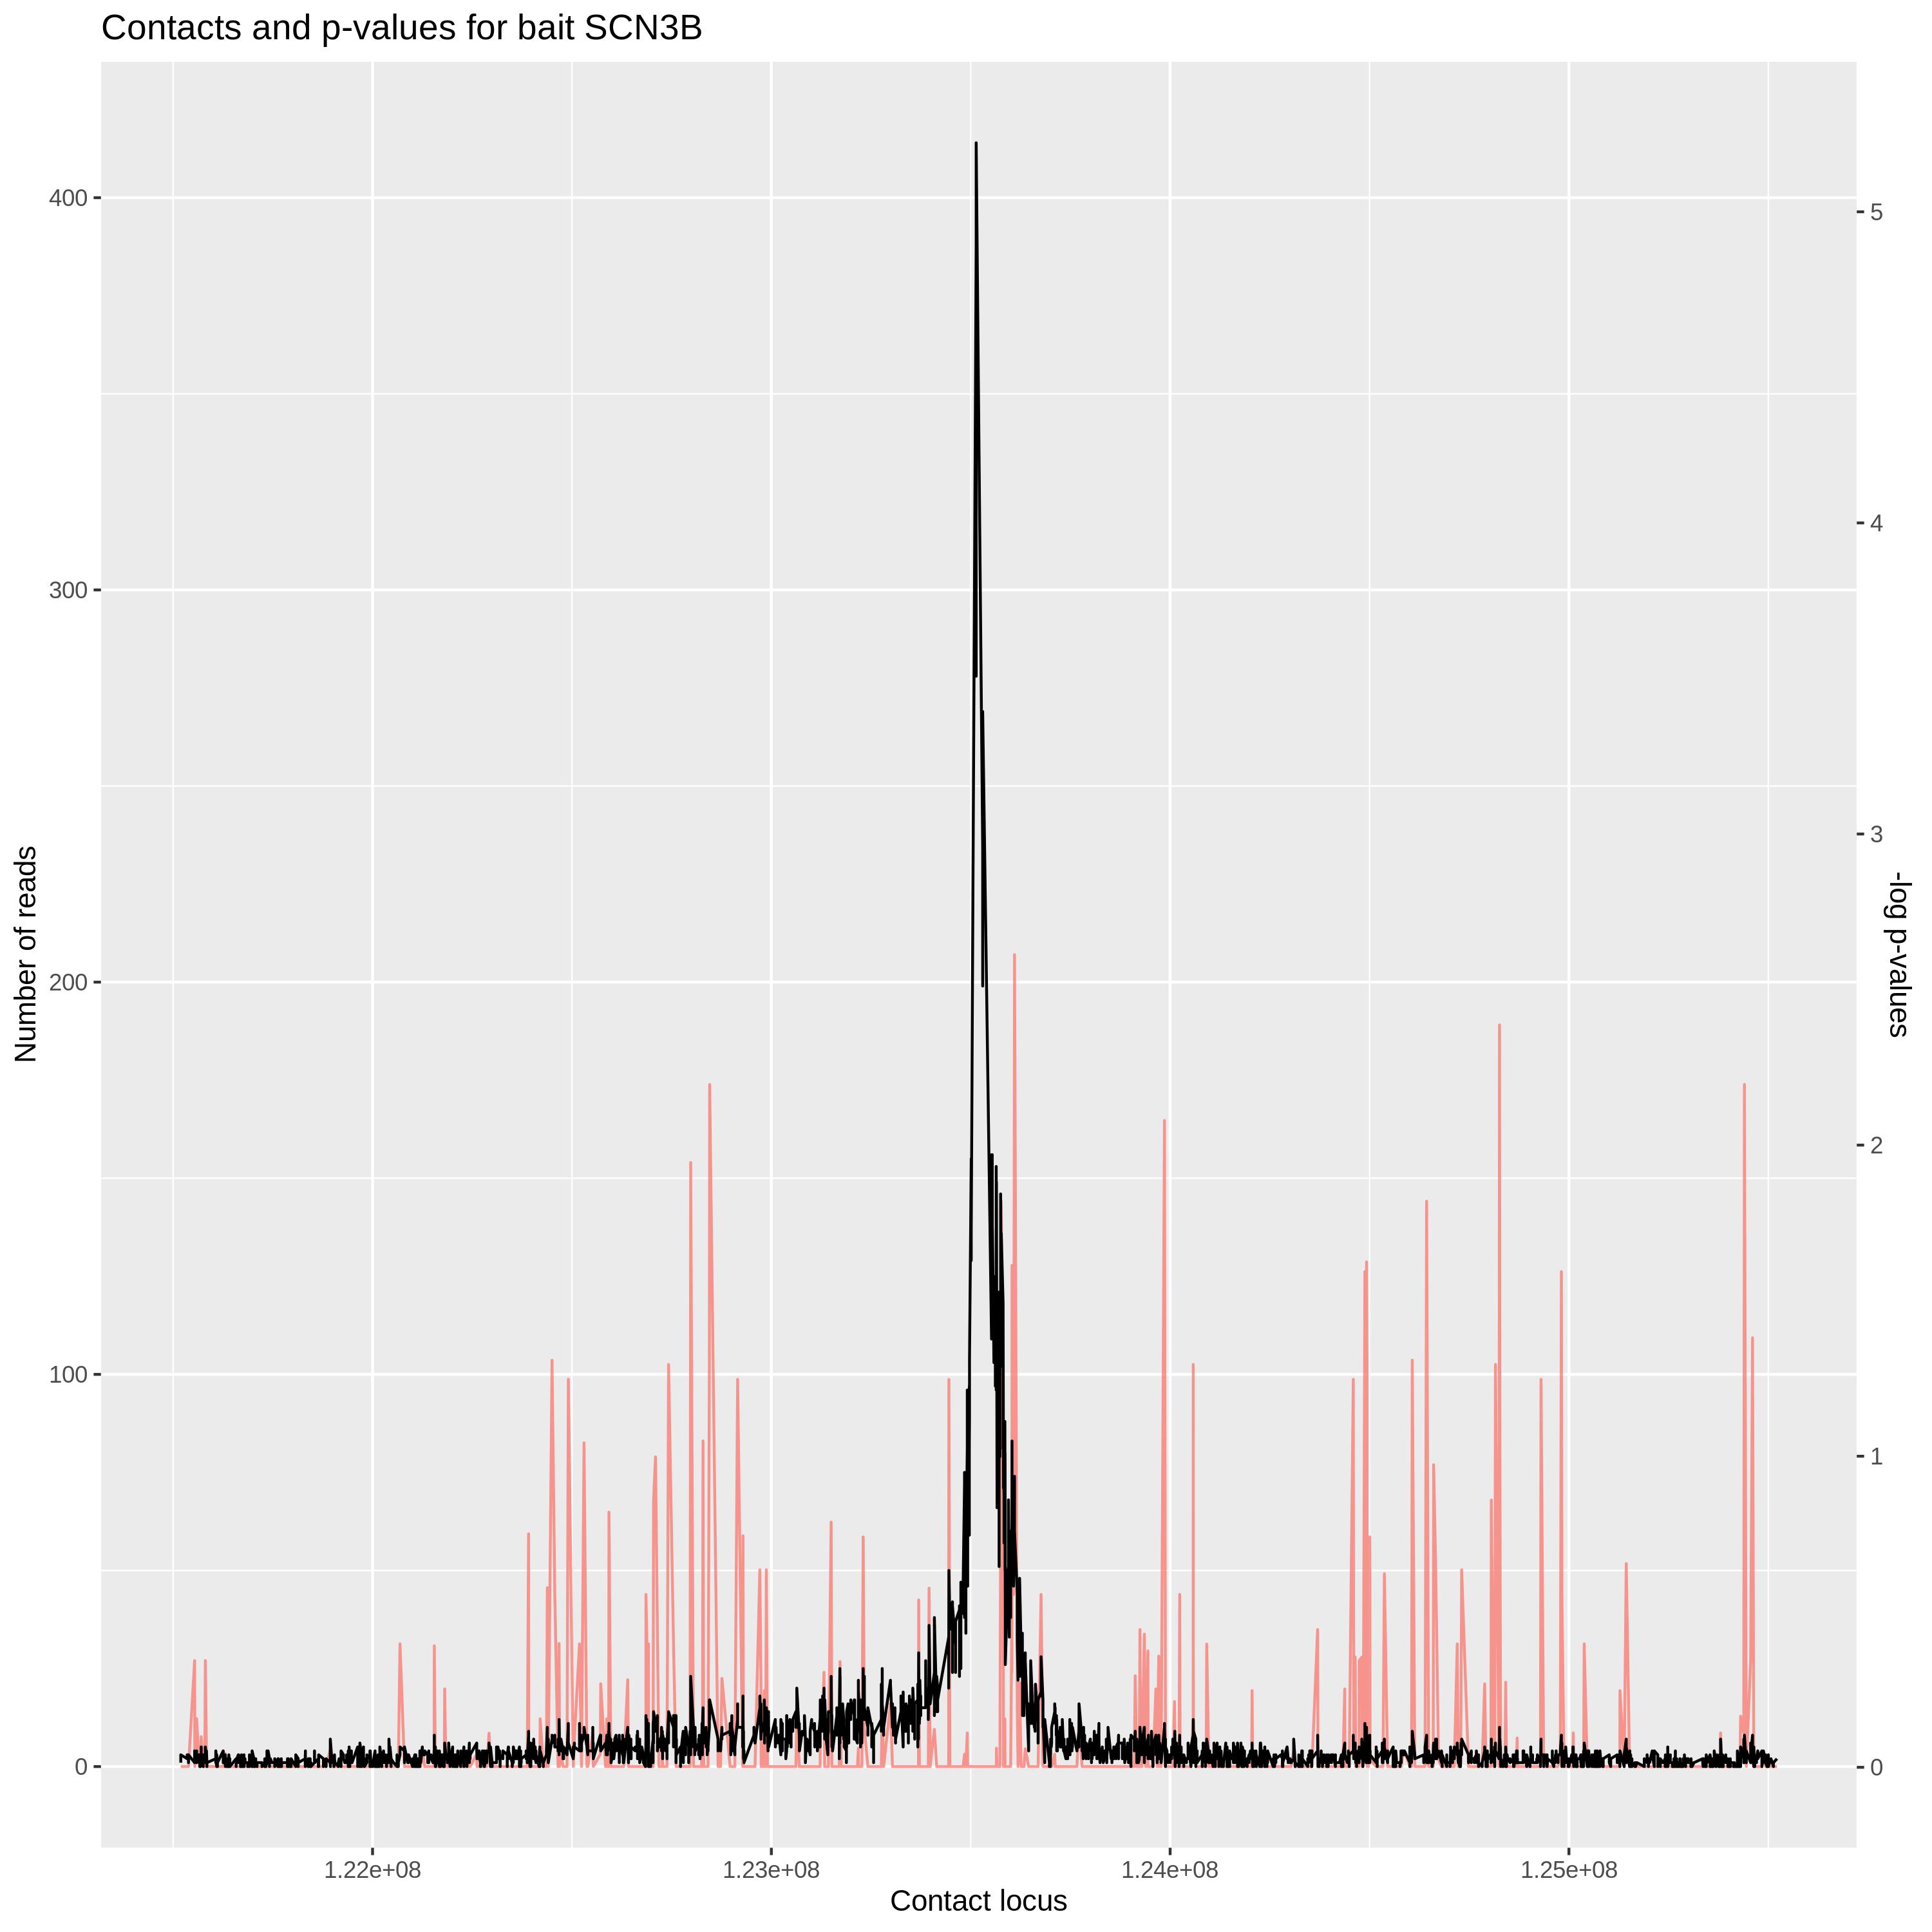 Contacts and p-values for bait SCN3B
Number of reads
400
300
200
100
0
5
4
3
2
1
0
-log p-values
1.22e+08
1.23e+08
1.24e+08
1.25e+08
Contact locus